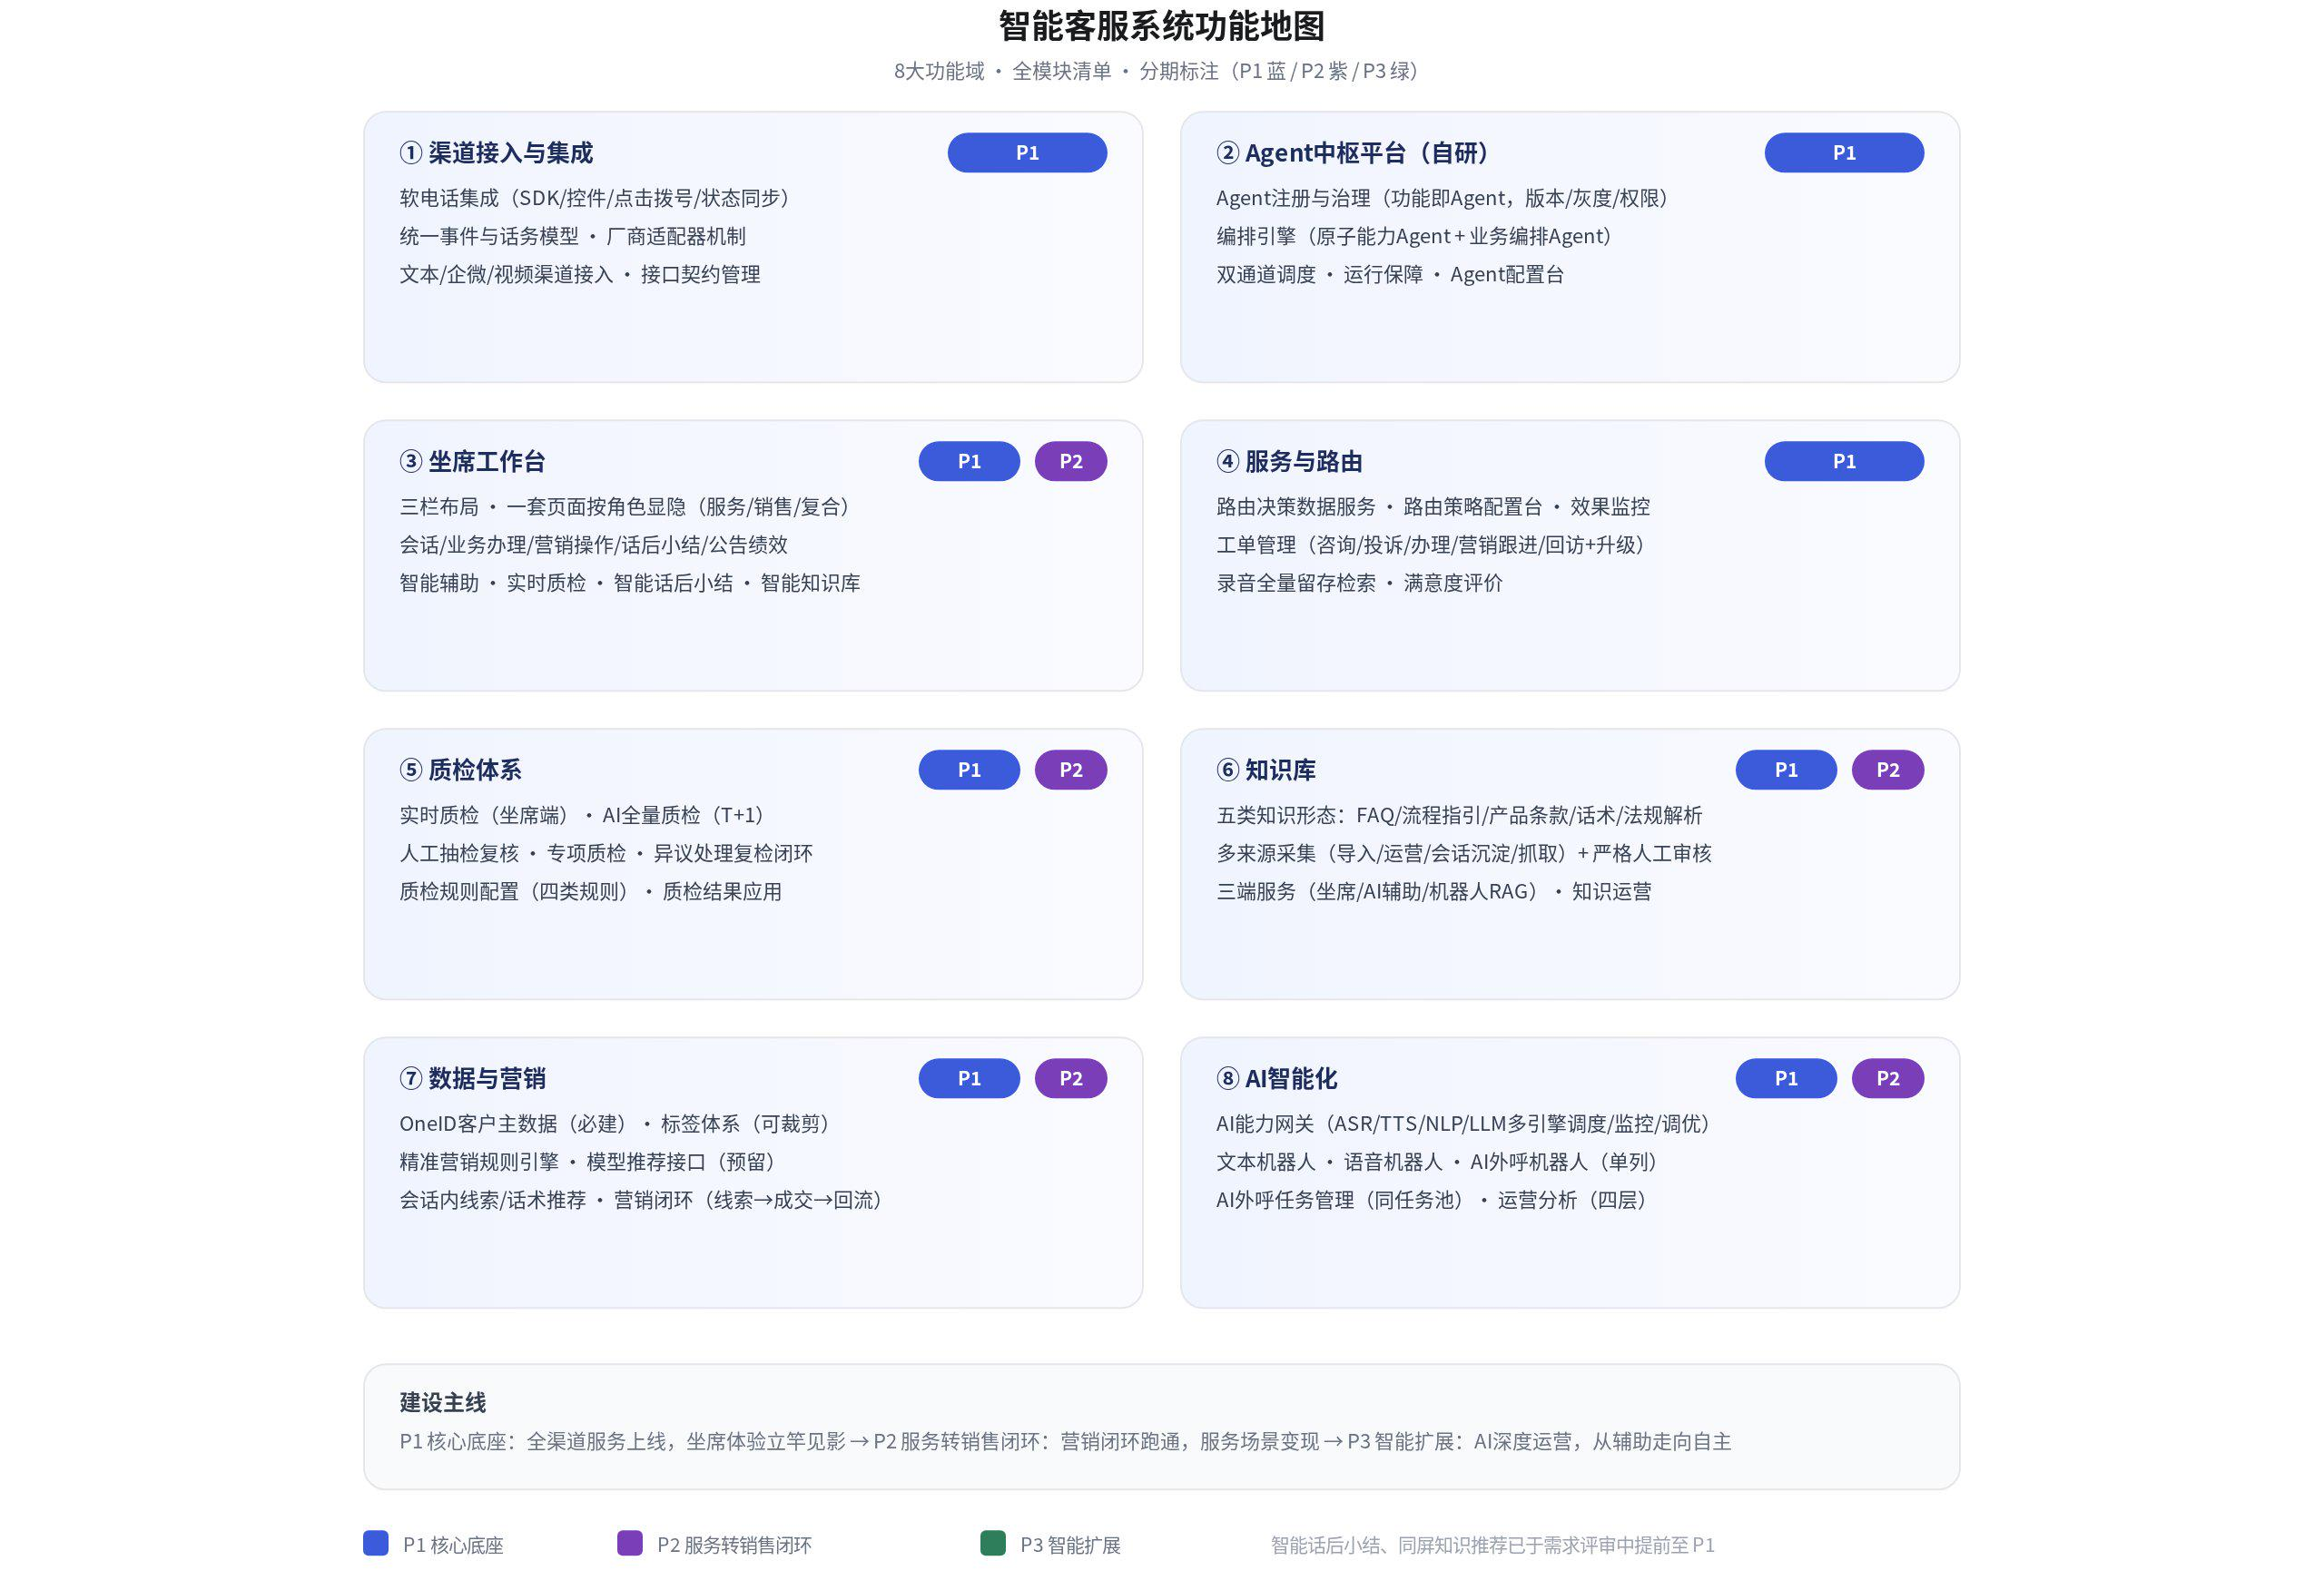 智能客服系统功能地图
8大功能域 • 全模块清单 • 分期标注（P1 蓝 / P2 紫 / P3 绿）
① 渠道接入与集成
P1
软电话集成（SDK/控件/点击拨号/状态同步）
统一事件与话务模型 • 厂商适配器机制
文本/企微/视频渠道接入 • 接口契约管理
② Agent中枢平台（自研）
P1
Agent注册与治理（功能即Agent，版本/灰度/权限）
编排引擎（原子能力Agent + 业务编排Agent）
双通道调度 • 运行保障 • Agent配置台
③ 坐席工作台
P1 P2
三栏布局 • 一套页面按角色显隐（服务/销售/复合）
会话/业务办理/营销操作/话后小结/公告绩效
智能辅助 • 实时质检 • 智能话后小结 • 智能知识库
④ 服务与路由
P1
路由决策数据服务 • 路由策略配置台 • 效果监控
工单管理（咨询/投诉/办理/营销跟进/回访+升级）
录音全量留存检索 • 满意度评价
⑤ 质检体系
P1 P2
实时质检（坐席端） • AI全量质检（T+1）
人工抽检复核 • 专项质检 • 异议处理复检闭环
质检规则配置（四类规则） • 质检结果应用
⑥ 知识库
P1 P2
五类知识形态：FAQ/流程指引/产品条款/话术/法规解析
多来源采集（导入/运营/会话沉淀/抓取）+ 严格人工审核
三端服务（坐席/AI辅助/机器人RAG） • 知识运营
⑦ 数据与营销
P1 P2
OneID客户主数据（必建） • 标签体系（可裁剪）
精准营销规则引擎 • 模型推荐接口（预留）
会话内线索/话术推荐 • 营销闭环（线索→成交→回流）
⑧ AI智能化
P1 P2
AI能力网关（ASR/TTS/NLP/LLM多引擎调度/监控/调优）
文本机器人 • 语音机器人 • AI外呼机器人（单列）
AI外呼任务管理（同任务池） • 运营分析（四层）
建设主线
P1 核心底座：全渠道服务上线，坐席体验立竿见影 → P2 服务转销售闭环：营销闭环跑通，服务场景变现 → P3 智能扩展：AI深度运营，从辅助走向自主
P1 核心底座
P2 服务转销售闭环
P3 智能扩展
智能话后小结、同屏知识推荐已于需求评审中提前至 P1